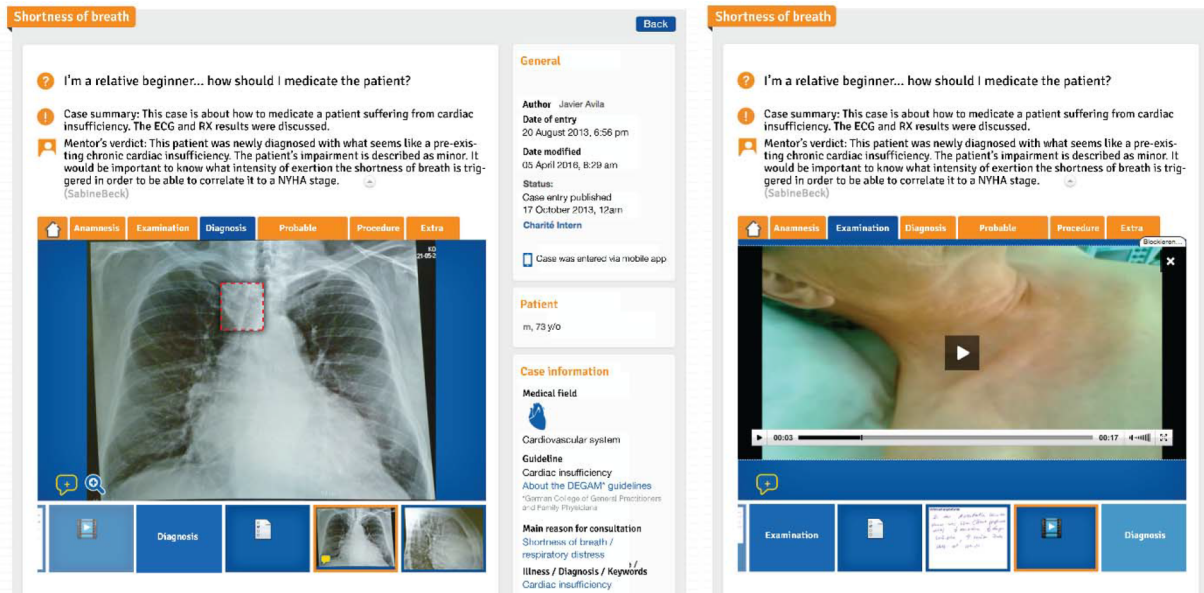 Shortness of breath
Back
I'm a relative beginner... how should I medicate the patient?
Case summary: This case is about how to medicate a patient suffering from cardiac
insufficiency. The ECG and RX results were discussed.
Mentor's verdict: This patient was newly diagnosed with what seems like a pre-exis-
ting chronic cardiac insufficiency. The patient's impairment is described as minor. It
would be important to know what intensity of exertion the shortness of breath is trig-
gered in order to be able to correlate it to a NYHA stage.
(SabineBeck)
Anamnesis Examination Diagnosis Probable Procedure Extra
KO
Diagnosis
General
Author Javier Avila
Date of entry
20 August 2013, 6:56 pm
Date modified
05 April 2016, 8:29 am
Status:
Case entry published
17 October 2013, 12am
Charité Intern
Case was entered via mobile app
Patient
m, 73 y/o
Case information
Medical field
Cardiovascular system
Guideline
Cardiac insufficiency
About the DEGAM* guidelines
*German College of General Practitioners
and Family Physicians
Main reason for consultation
Shortness of breath /
respiratory distress
Illness / Diagnosis / Keywords
Cardiac insufficiency
Shortness of breath
I'm a relative beginner... how should I medicate the patient?
Case summary: This case is about how to medicate a patient suffering from cardiac
insufficiency. The ECG and RX results were discussed.
Mentor's verdict: This patient was newly diagnosed with what seems like a pre-exis-
ting chronic cardiac insufficiency. The patient's impairment is described as minor. It
would be important to know what intensity of exertion the shortness of breath is trig-
gered in order to be able to correlate it to a NYHA stage.
(SabineBeck)
Anamnesis Examination Diagnosis Probable Procedure Extra
Blockieren...
00:03 00:17
Examination Diagnosis